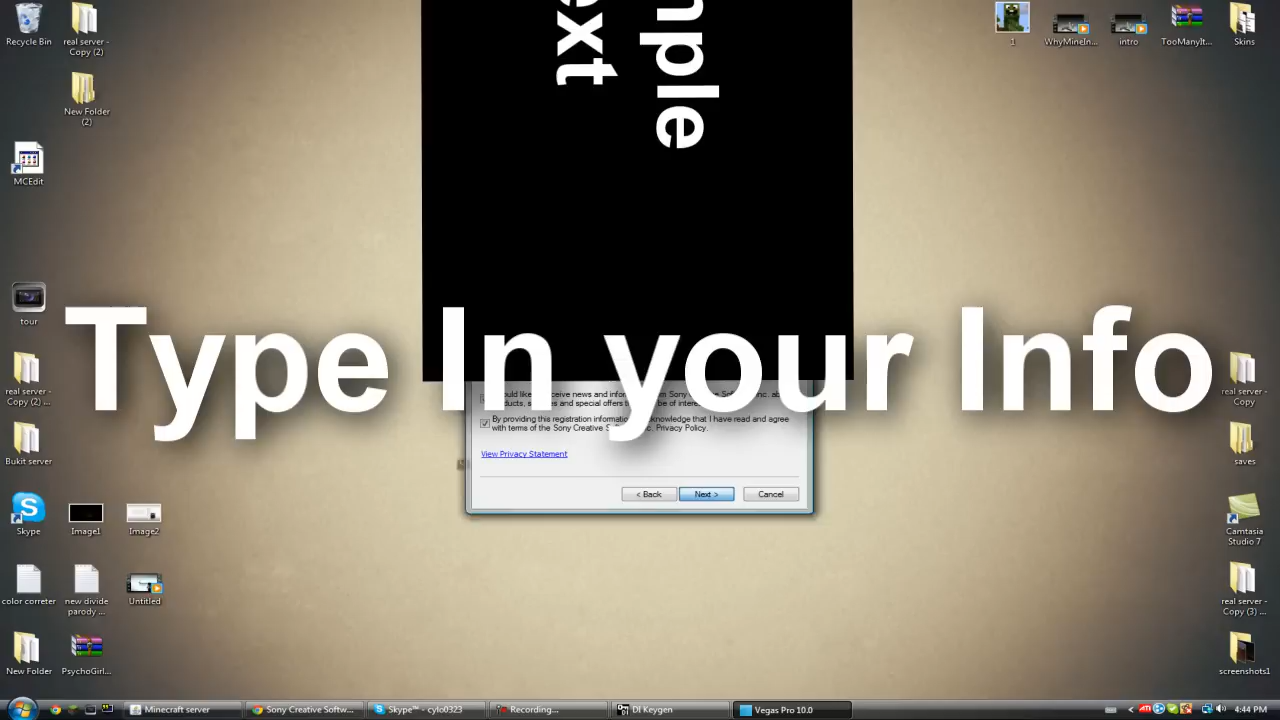 Recycle Bin
real server - Copy (2)
New Folder (2)
MCEdit
tour
real server - Copy (2) ...
Bukit server
Skype
Image1
Image2
color correter
new divide parody ...
Untitled
New Folder
PsychoGirl...
ext
mple
1
WhyMineIn...
intro
TooManyIt...
Skins
Type In your Info
By providing this registration information
knowledge that I have read and agree
with terms of the Sony Creative
Privacy Policy.
View Privacy Statement
< Back
Next >
Cancel
real server - Copy
saves
Camtasia Studio 7
real server - Copy (3) ...
screenshots1
Minecraft server
Sony Creative Softw...
Skype™ - cylo0323
Recording...
DI Keygen
Vegas Pro 10.0
4:44 PM